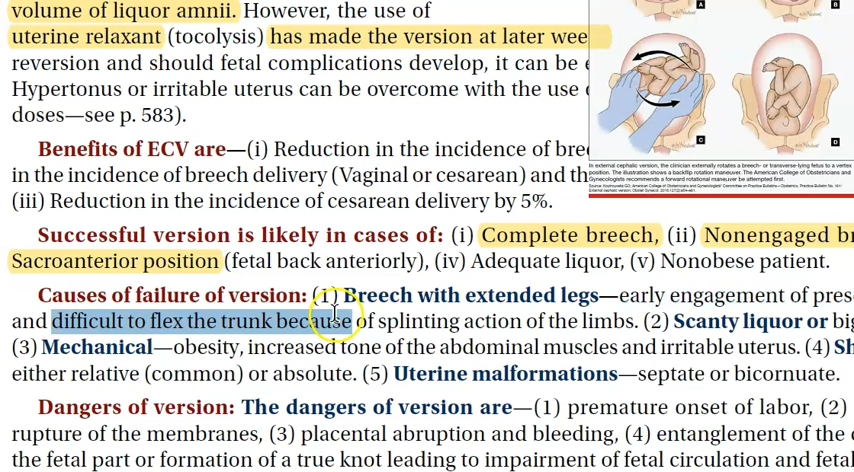 volume of liquor amnii. However, the use of
uterine relaxant (tocolysis) has made the version at later wee
reversion and should fetal complications develop, it can be
Hypertonus or irritable uterus can be overcome with the use
doses—see p. 583).
Benefits of ECV are—(i) Reduction in the incidence of bre
in the incidence of breech delivery (Vaginal or cesarean) and th
(iii) Reduction in the incidence of cesarean delivery by 5%.
Successful version is likely in cases of: (i) Complete breech, (ii) Nonengaged br
Sacroanterior position (fetal back anteriorly), (iv) Adequate liquor, (v) Nonobese patient.
Causes of failure of version: (1) Breech with extended legs—early engagement of pres
and difficult to flex the trunk because of splinting action of the limbs. (2) Scanty liquor or big
(3) Mechanical—obesity, increased tone of the abdominal muscles and irritable uterus. (4) Sh
either relative (common) or absolute. (5) Uterine malformations—septate or bicornuate.
Dangers of version: The dangers of version are—(1) premature onset of labor, (2)
rupture of the membranes, (3) placental abruption and bleeding, (4) entanglement of the
the fetal part or formation of a true knot leading to impairment of fetal circulation and fetal
A
B
C
D
In external cephalic version, the clinician externally rotates a breech- or transverse-lying fetus to a vertex
position. The illustration shows a backflip rotation maneuver. The American College of Obstetricians and
Gynecologists recommends a forward rotational maneuver be attempted first.